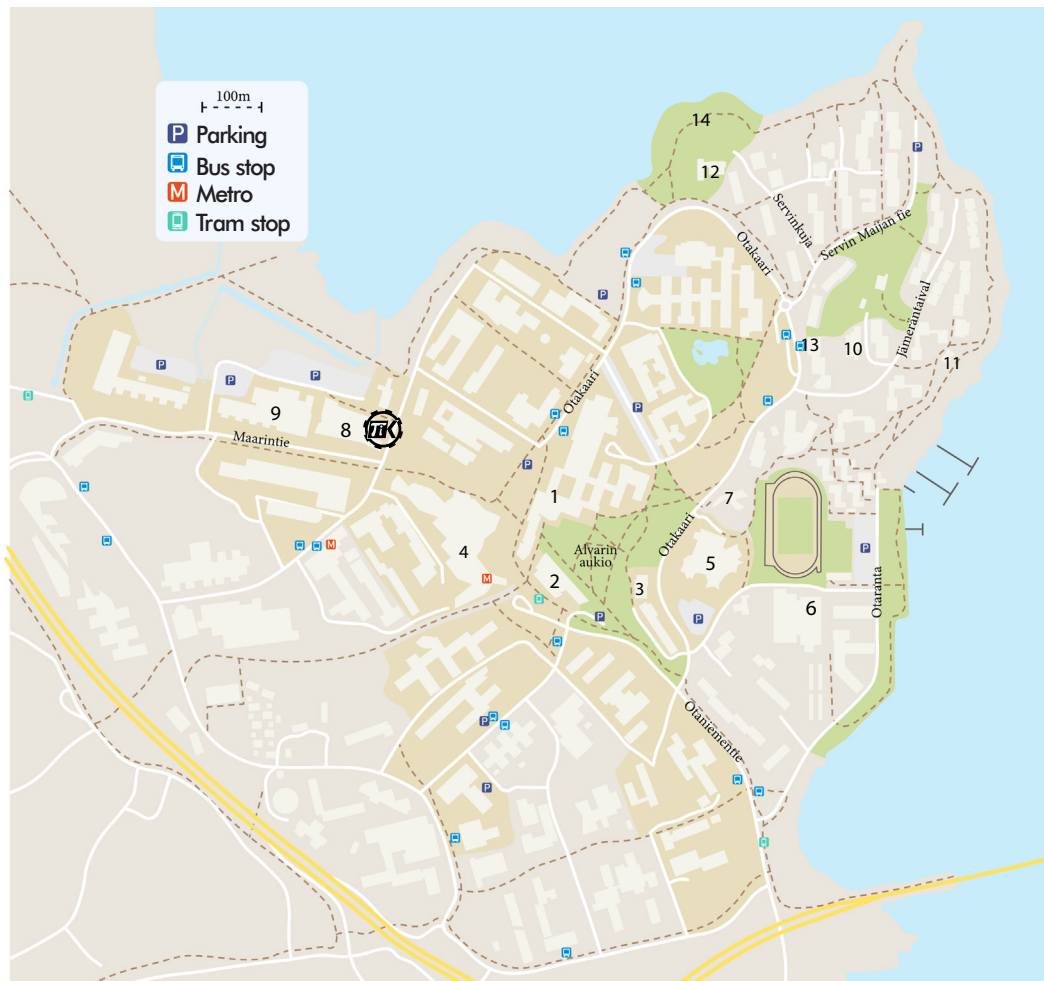 100m
P Parking
Bus stop
M Metro
Tram stop
14
12
Servinkuja
Otakaari
Servin Maijan tie
P
P
13
10
Jämeräntaival
11
P
P
P
Otakaari
P
9
8
Maarintie
P
1
7
4
M
M
Alvarin
aukio
Otakaari
5
P
2
3
6
Otaranta
P
P
Otaniementie
P
P